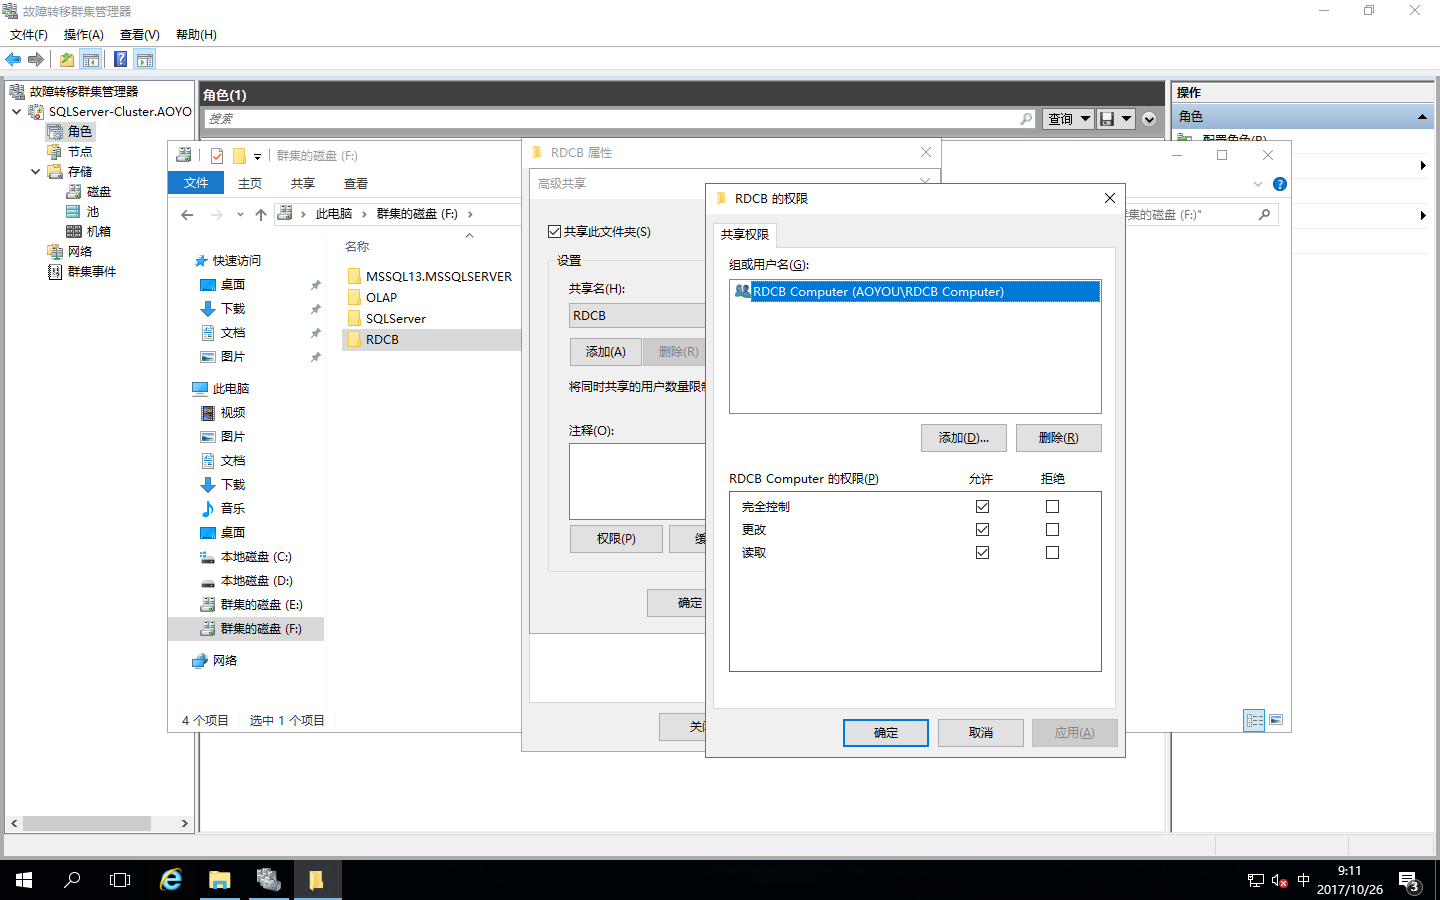 故障转移群集管理器
文件(F) 操作(A) 查看(V) 帮助(H)
故障转移群集管理器
SQLServer-Cluster.AOYO
角色
节点
存储
磁盘
池
机箱
网络
群集事件
角色(1)
搜索
查询
操作
角色
群集的磁盘 (F:)
文件 主页 共享 查看
此电脑 群集的磁盘 (F:)
群集的磁盘 (F:)"
快速访问
桌面
下载
文档
图片
此电脑
视频
图片
文档
下载
音乐
桌面
本地磁盘 (C:)
本地磁盘 (D:)
群集的磁盘 (E:)
群集的磁盘 (F:)
网络
名称
MSSQL13.MSSQLSERVER
OLAP
SQLServer
RDCB
4 个项目 选中 1 个项目
RDCB 属性
高级共享
共享此文件夹(S)
设置
共享名(H):
RDCB
添加(A) 删除(R)
将同时共享的用户数量限
注释(O):
权限(P)
确定
RDCB 的权限
共享权限
组或用户名(G):
RDCB Computer (AOYOU\RDCB Computer)
添加(D)... 删除(R)
RDCB Computer 的权限(P) 允许 拒绝
完全控制
更改
读取
确定 取消 应用(A)
中
9:11
2017/10/26
3